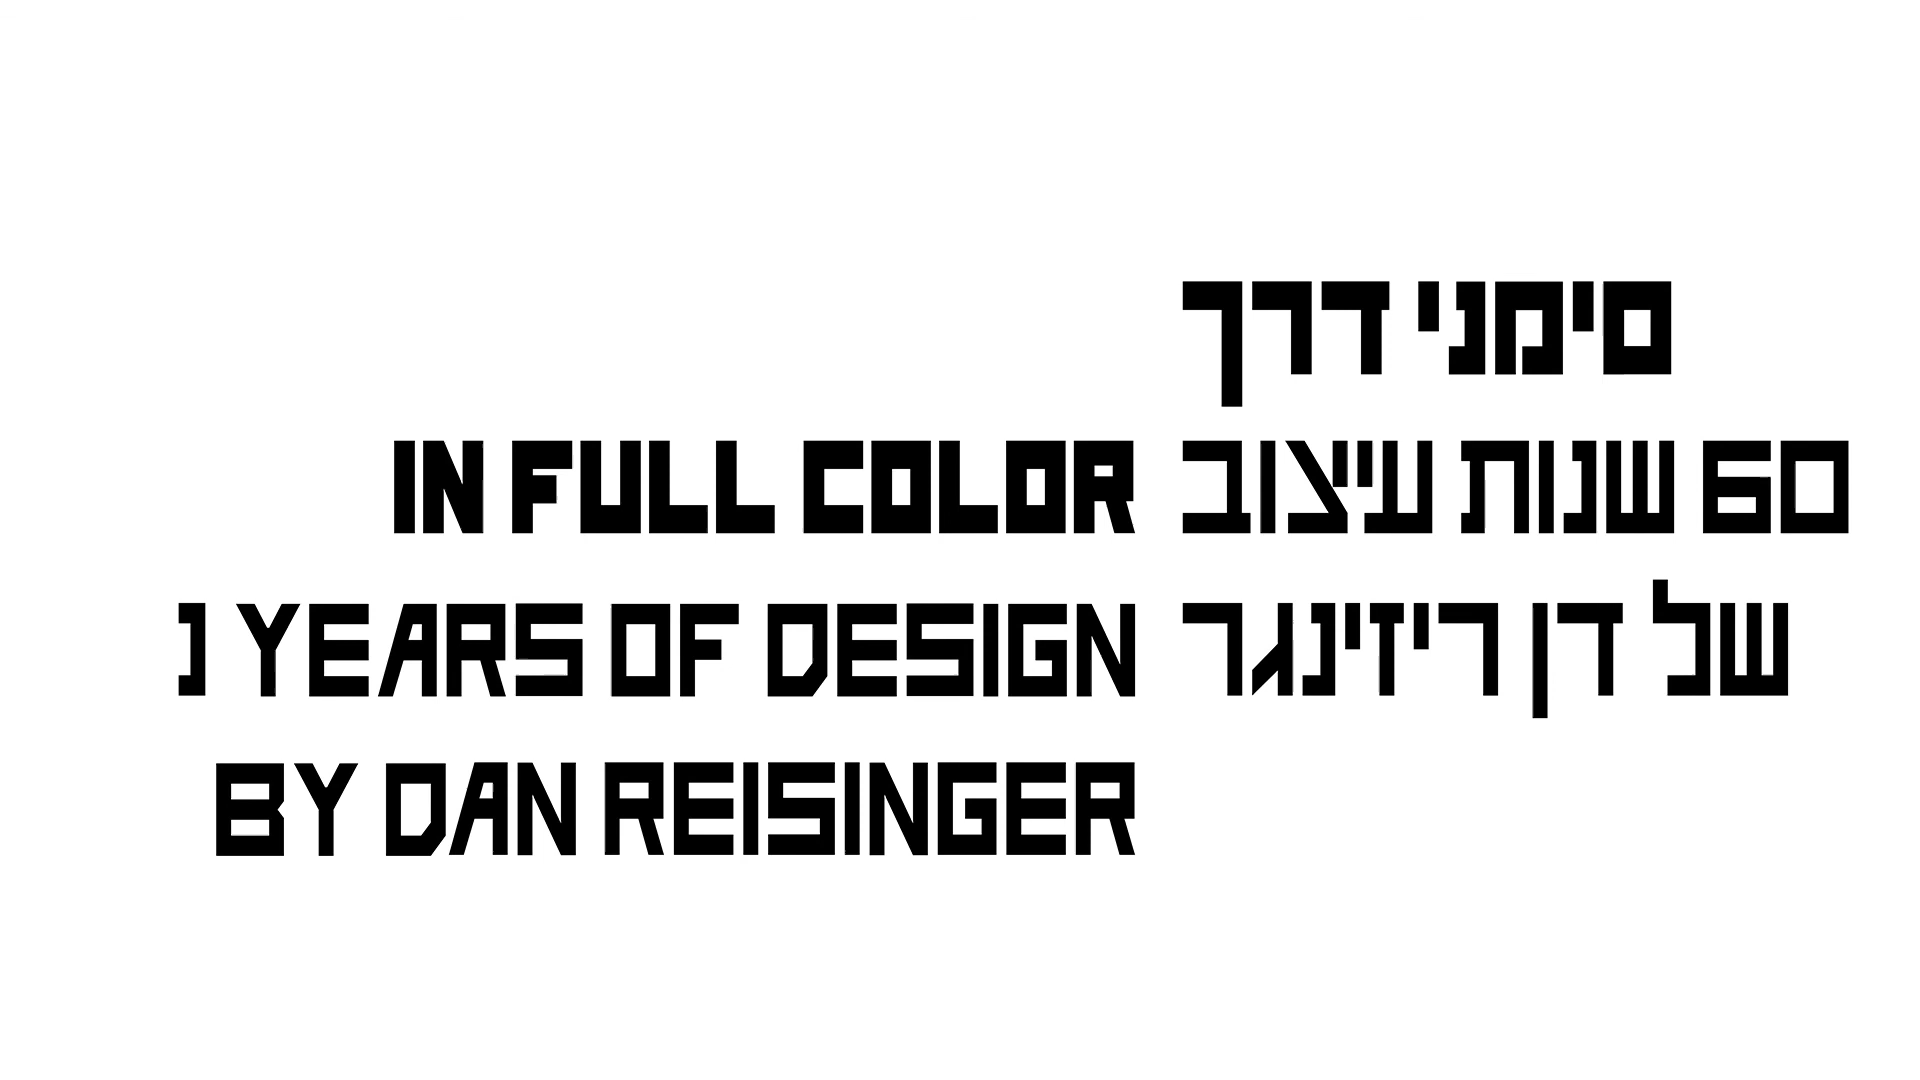 סימני דרך
60 שנות עיצוב
של דן ריזינגר
IN FULL COLOR
YEARS OF DESIGN
BY DAN REISINGER